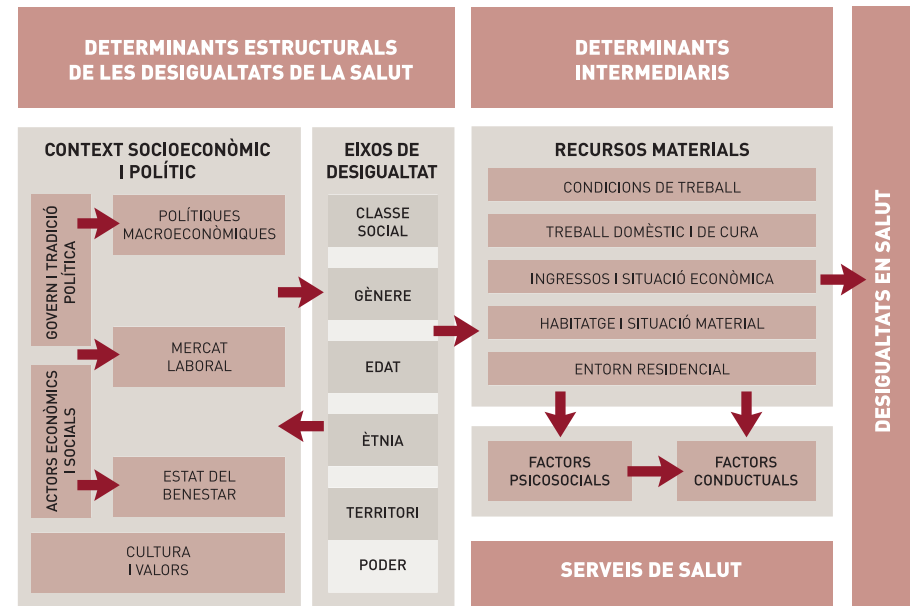 DETERMINANTS ESTRUCTURALS
DE LES DESIGUALTATS DE LA SALUT
DETERMINANTS
INTERMEDIARIS
CONTEXT SOCIOECONÒMIC
I POLÍTIC
GOVERN I TRADICIÓ
POLÍTICA
POLÍTIQUES
MACROECONÒMIQUES
MERCAT
LABORAL
ACTORS ECONÒMICS
I SOCIALS
ESTAT DEL
BENESTAR
CULTURA
I VALORS
EIXOS DE
DESIGUALTAT
CLASSE
SOCIAL
GÈNERE
EDAT
ÈTNIA
TERRITORI
PODER
RECURSOS MATERIALS
CONDICIONS DE TREBALL
TREBALL DOMÈSTIC I DE CURA
INGRESSOS I SITUACIÓ ECONÒMICA
HABITATGE I SITUACIÓ MATERIAL
ENTORN RESIDENCIAL
FACTORS
PSICOSOCIALS
FACTORS
CONDUCTUALS
SERVEIS DE SALUT
DESIGUALTATS EN SALUT